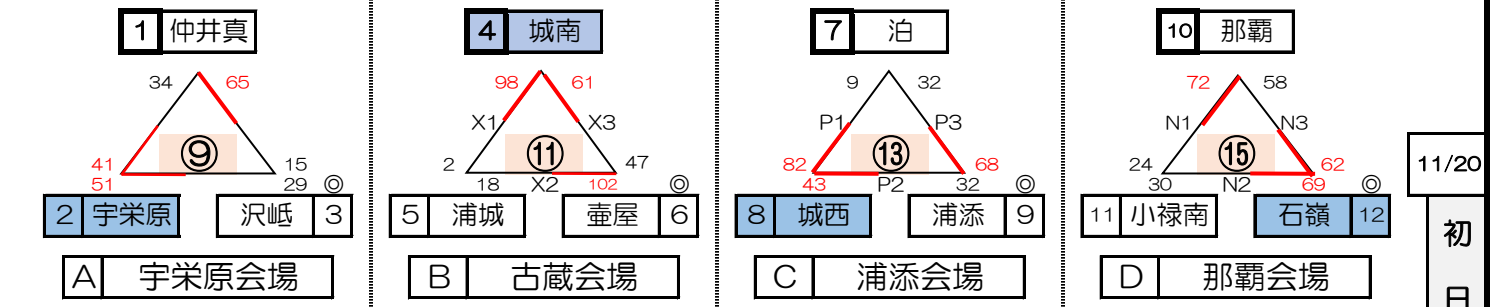 1 仲井真 4 城南 7 泊 10 那覇
34 65 98 61 9 32 72 58
X1 X3 P1 P3 N1 N3
⑨ ⑪ ⑬ ⑮
41 15 2 47 82 68 24 62 11/20
51 29 ◎ 18 X2 102 ◎ 43 P2 32 ◎ 30 N2 69 ◎
2 宇栄原 沢岻 3 5 浦城 壷屋 6 8 城西 浦添 9 11 小禄南 石嶺 12
初
A 宇栄原会場 B 古蔵会場 C 浦添会場 D 那覇会場
日